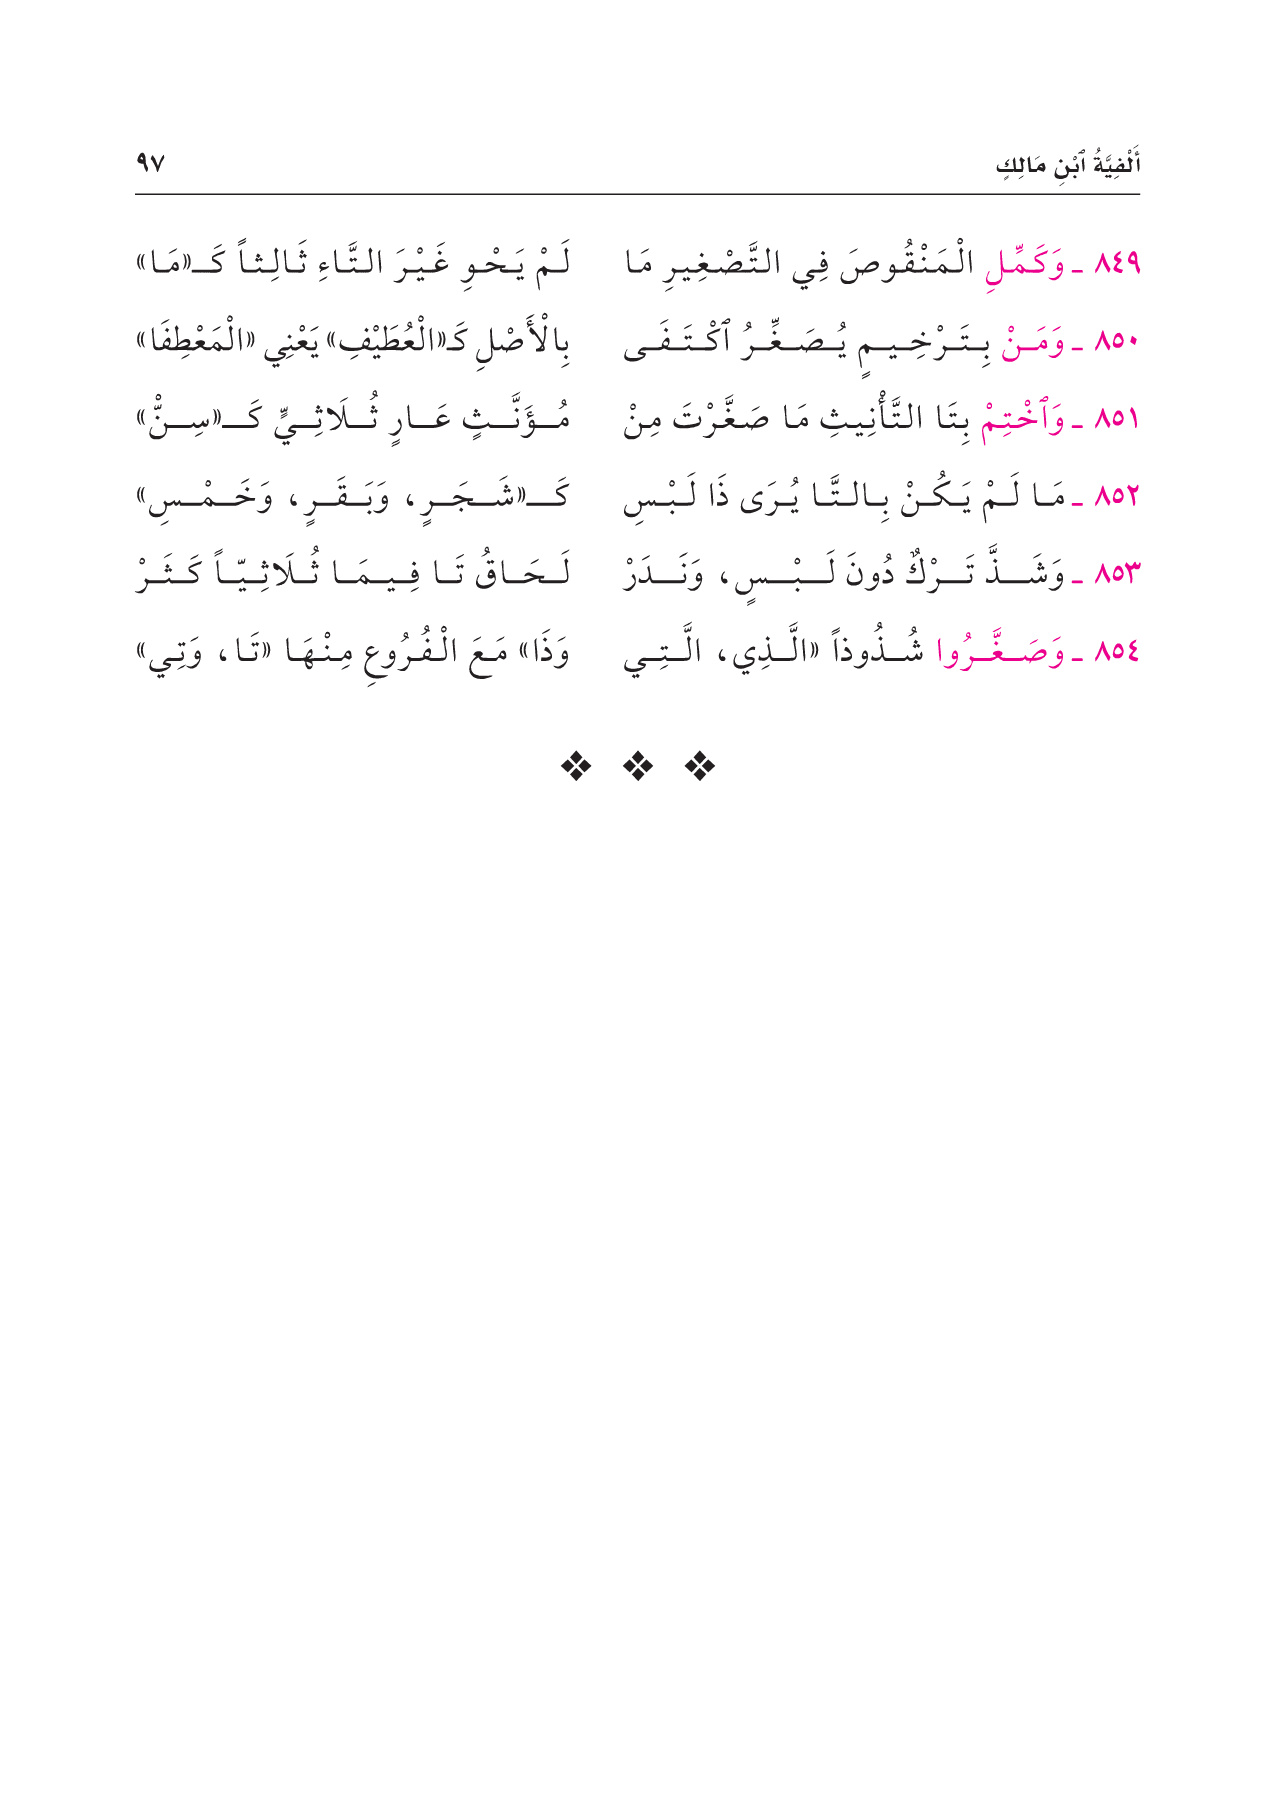 أَلْفِيَّةُ ٱبْنِ مَالِكٍ ٩٧
٨٤٩ ـ وَكَمِّلِ الْمَنْقُوصَ فِي التَّصْغِيرِ مَا لَمْ يَحْوِ غَيْرَ التَّاءِ ثَالِثاً كَـ«مَا»
٨٥٠ ـ وَمَنْ بِتَرْخِيمٍ يُصَغِّرُ ٱكْتَفَى بِالْأَصْلِ كَـ«الْعُطَيْفِ» يَعْنِي «الْمَعْطِفَا»
٨٥١ ـ وَٱخْتِمْ بِتَا التَّأْنِيثِ مَا صَغَّرْتَ مِنْ مُؤَنَّثٍ عَارٍ ثُلَاثِيٍّ كَـ«سِنّْ»
٨٥٢ ـ مَا لَمْ يَكُنْ بِالتَّا يُرَى ذَا لَبْسِ كَـ«شَجَرٍ، وَبَقَرٍ، وَخَمْسِ»
٨٥٣ ـ وَشَذَّ تَرْكٌ دُونَ لَبْسٍ، وَنَدَرْ لَحَاقُ تَا فِيمَا ثُلَاثِيّاً كَثَرْ
٨٥٤ ـ وَصَغَّرُوا شُذُوذاً «الَّذِي، الَّتِي وَذَا» مَعَ الْفُرُوعِ مِنْهَا «تَا، وَتِي»